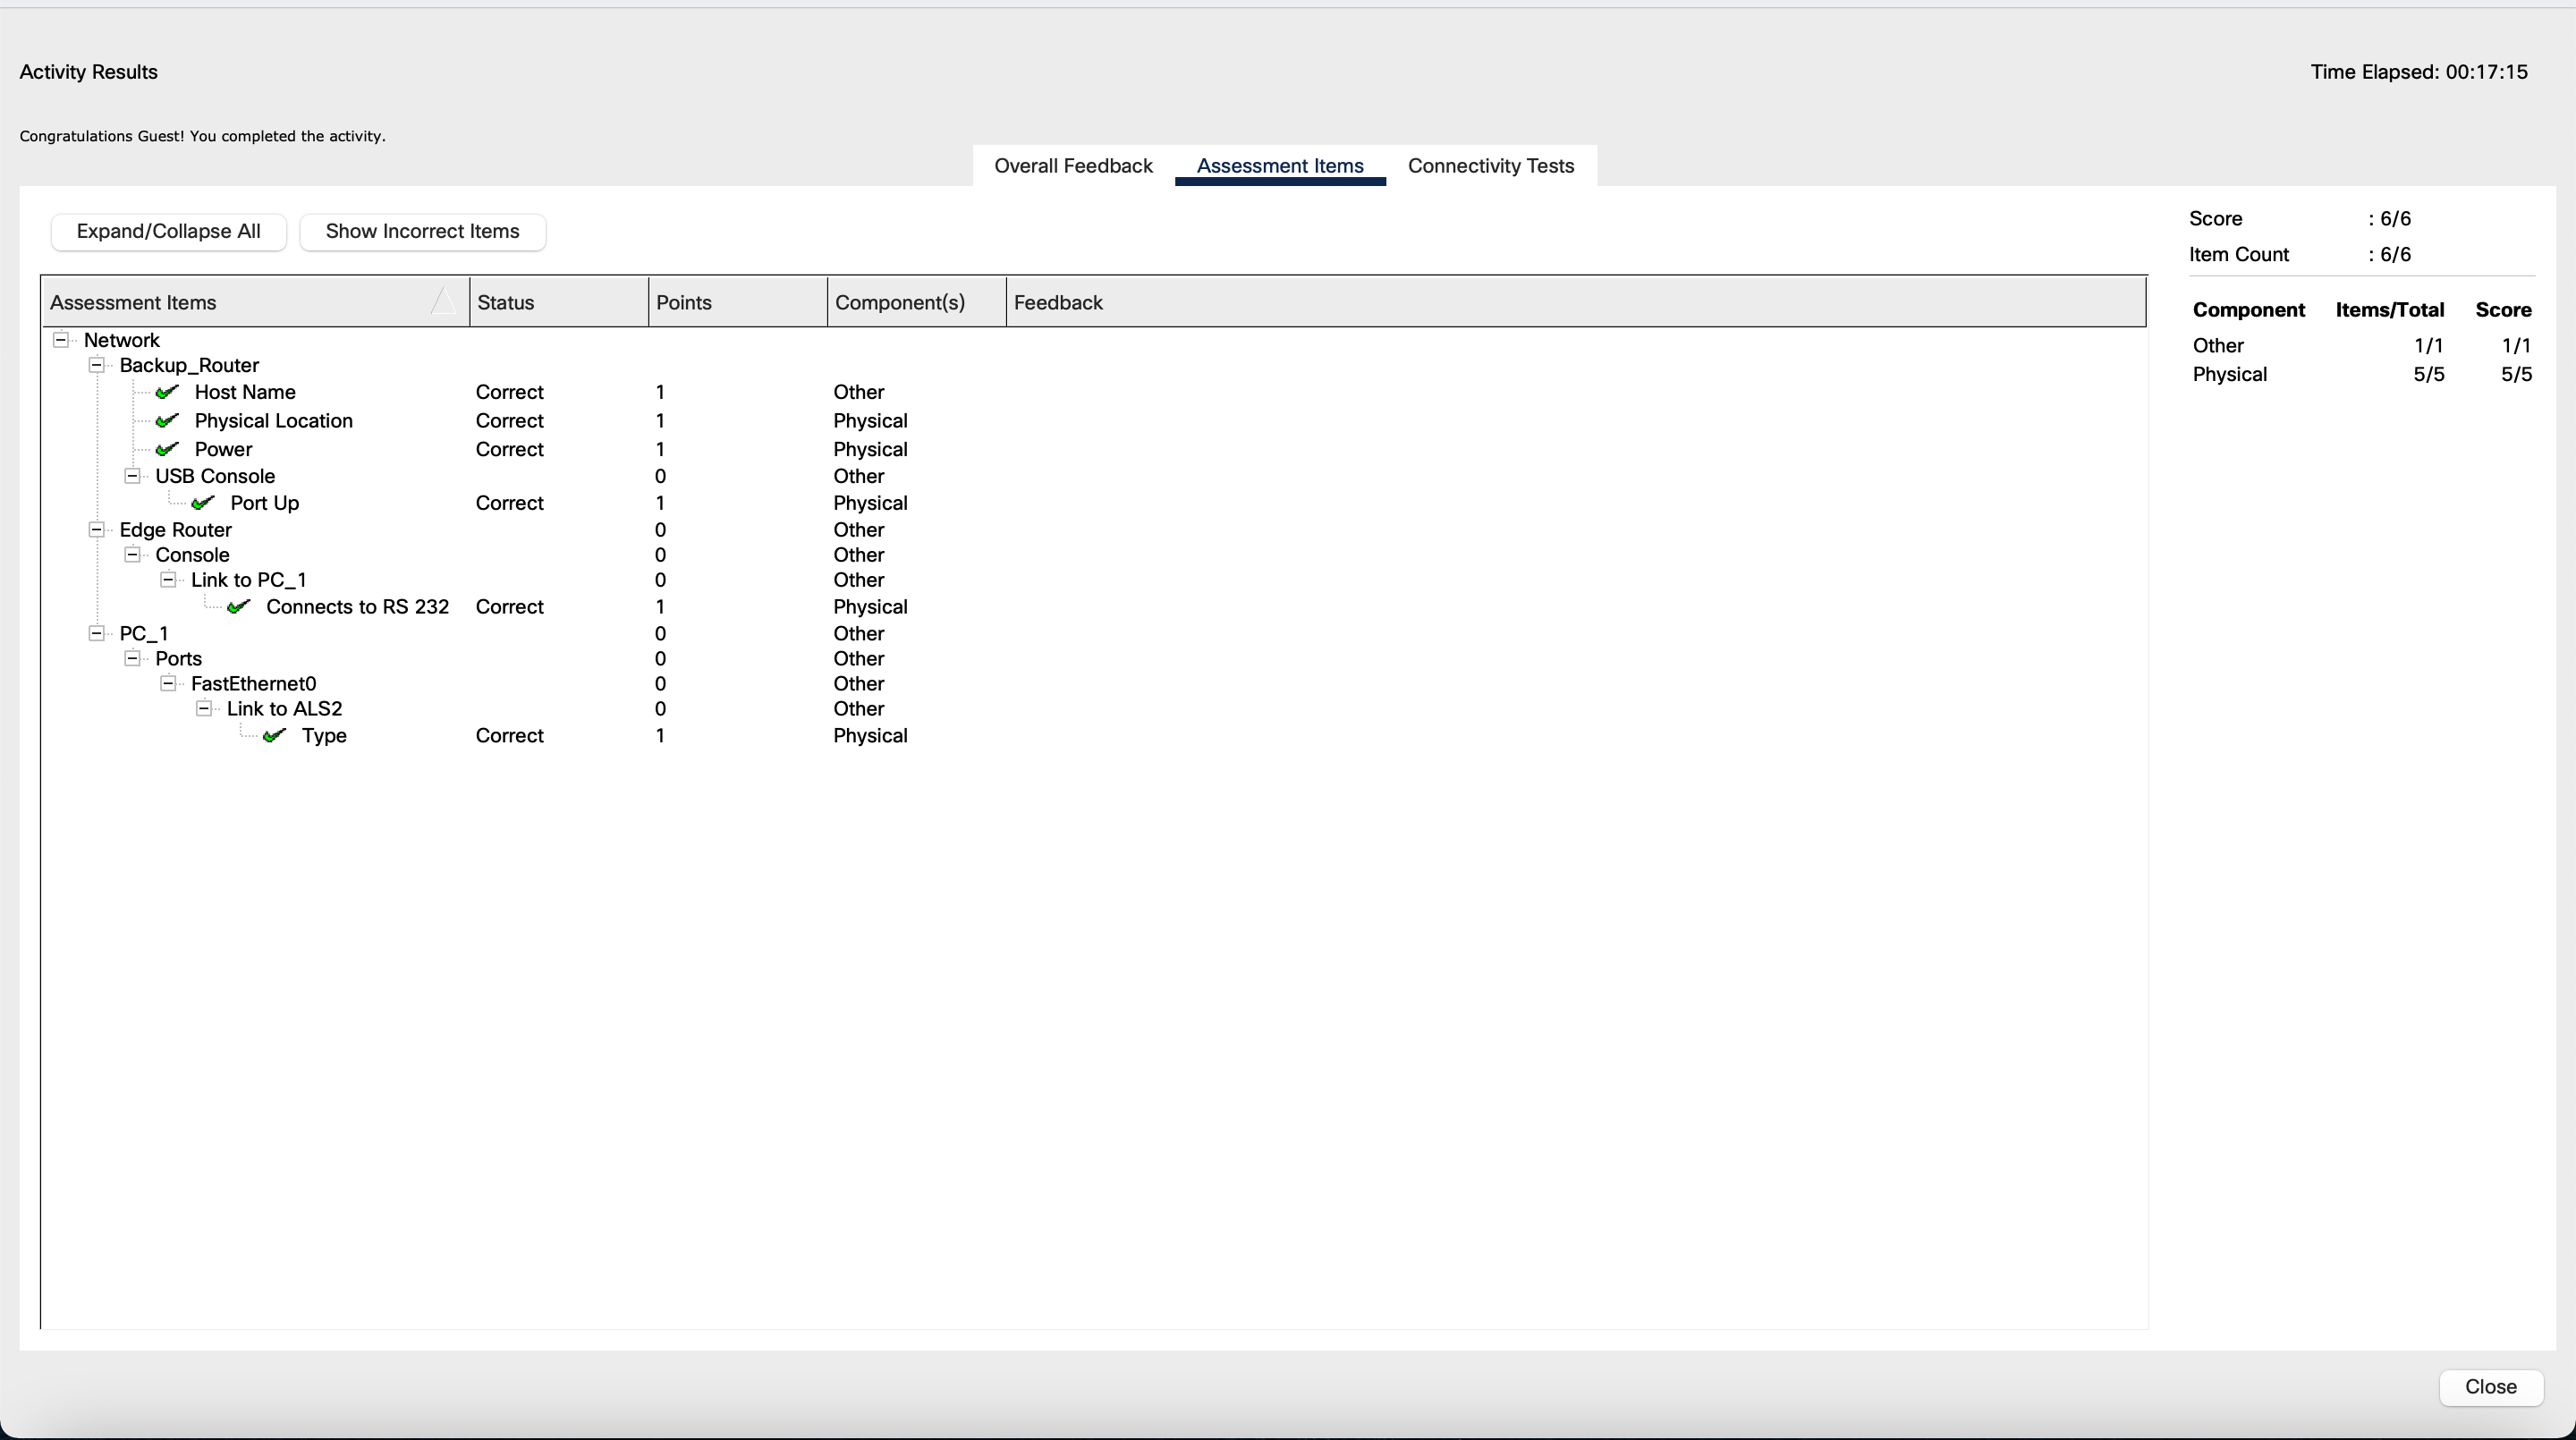 Activity Results
Time Elapsed: 00:17:15
Congratulations Guest! You completed the activity.
Overall Feedback Assessment Items Connectivity Tests
Expand/Collapse All Show Incorrect Items
Assessment Items Status Points Component(s) Feedback
Network
Backup_Router
Host Name Correct 1 Other
Physical Location Correct 1 Physical
Power Correct 1 Physical
USB Console 0 Other
Port Up Correct 1 Physical
Edge Router 0 Other
Console 0 Other
Link to PC_1 0 Other
Connects to RS 232 Correct 1 Physical
PC_1 0 Other
Ports 0 Other
FastEthernet0 0 Other
Link to ALS2 0 Other
Type Correct 1 Physical
Score : 6/6
Item Count : 6/6
Component Items/Total Score
Other 1/1 1/1
Physical 5/5 5/5
Close